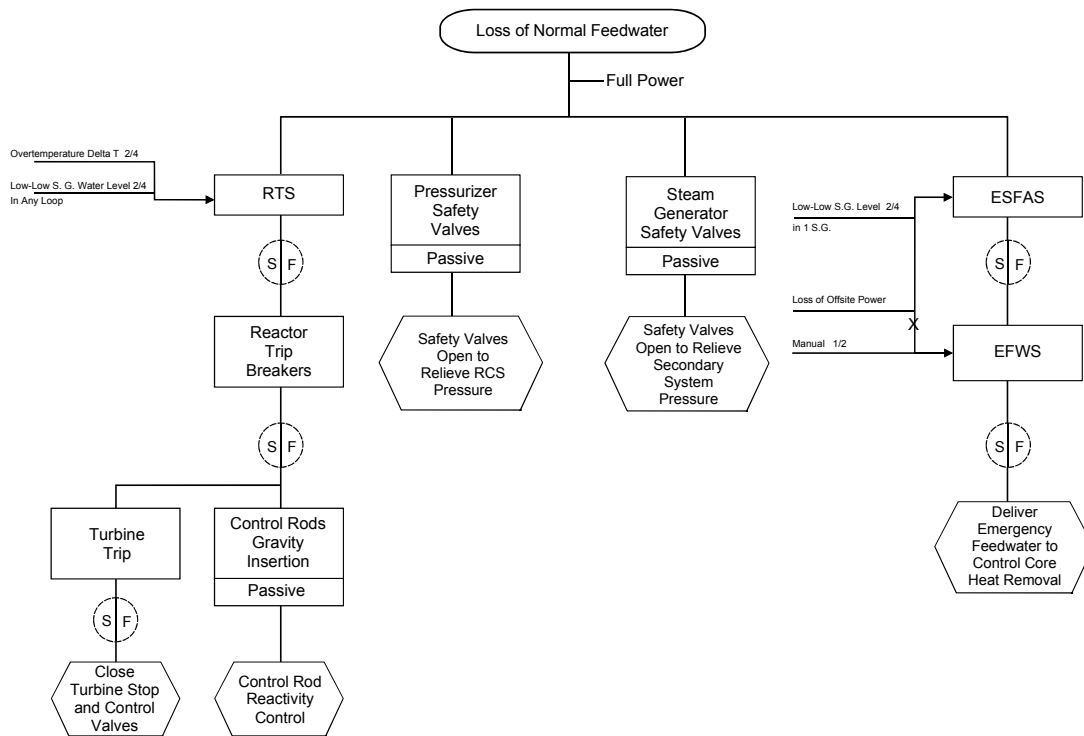 Loss of Normal Feedwater
Full Power
Overtemperature Delta T 2/4
Low-Low S. G. Water Level 2/4
In Any Loop
RTS
Pressurizer
Safety
Valves
Passive
Steam
Generator
Safety Valves
Passive
Low-Low S.G. Level 2/4
in 1 S.G.
ESFAS
S F
S F
Loss of Offsite Power
X
Manual 1/2
EFWS
Reactor
Trip
Breakers
Safety Valves
Open to
Relieve RCS
Pressure
Safety Valves
Open to Relieve
Secondary
System
Pressure
S F
S F
Turbine
Trip
Control Rods
Gravity
Insertion
Passive
Deliver
Emergency
Feedwater to
Control Core
Heat Removal
S F
Close
Turbine Stop
and Control
Valves
Control Rod
Reactivity
Control